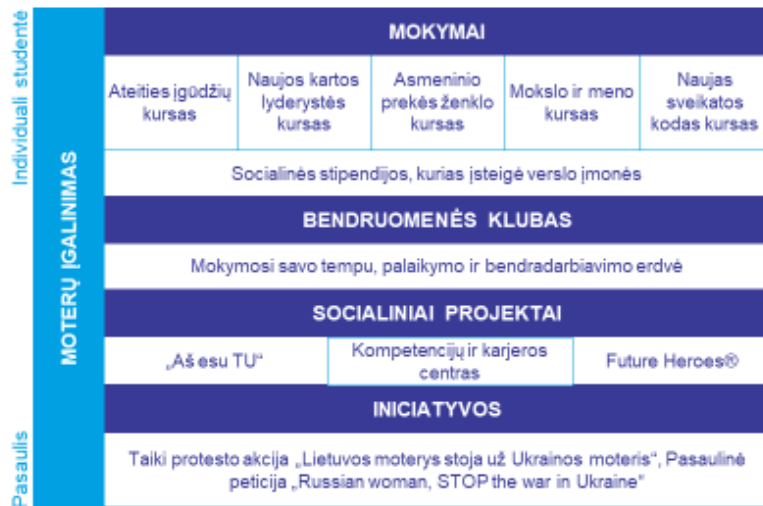 Individuali studentė
Pasaulis
MOTERŲ ĮGALINIMAS
MOKYMAI
Ateities įgūdžių
kursas
Naujos kartos
lyderystės
kursas
Asmeninio
prekės ženklo
kursas
Mokslo ir meno
kursas
Naujas
sveikatos
kodas kursas
Socialinės stipendijos, kurias įsteigė verslo įmonės
BENDRUOMENĖS KLUBAS
Mokymosi savo tempu, palaikymo ir bendradarbiavimo erdvė
SOCIALINIAI PROJEKTAI
„Aš esu TU“
Kompetencijų ir karjeros
centras
Future Heroes®
INICIATYVOS
Taiki protesto akcija „Lietuvos moterys stoja už Ukrainos moteris“, Pasaulinė
peticija „Russian woman, STOP the war in Ukraine“